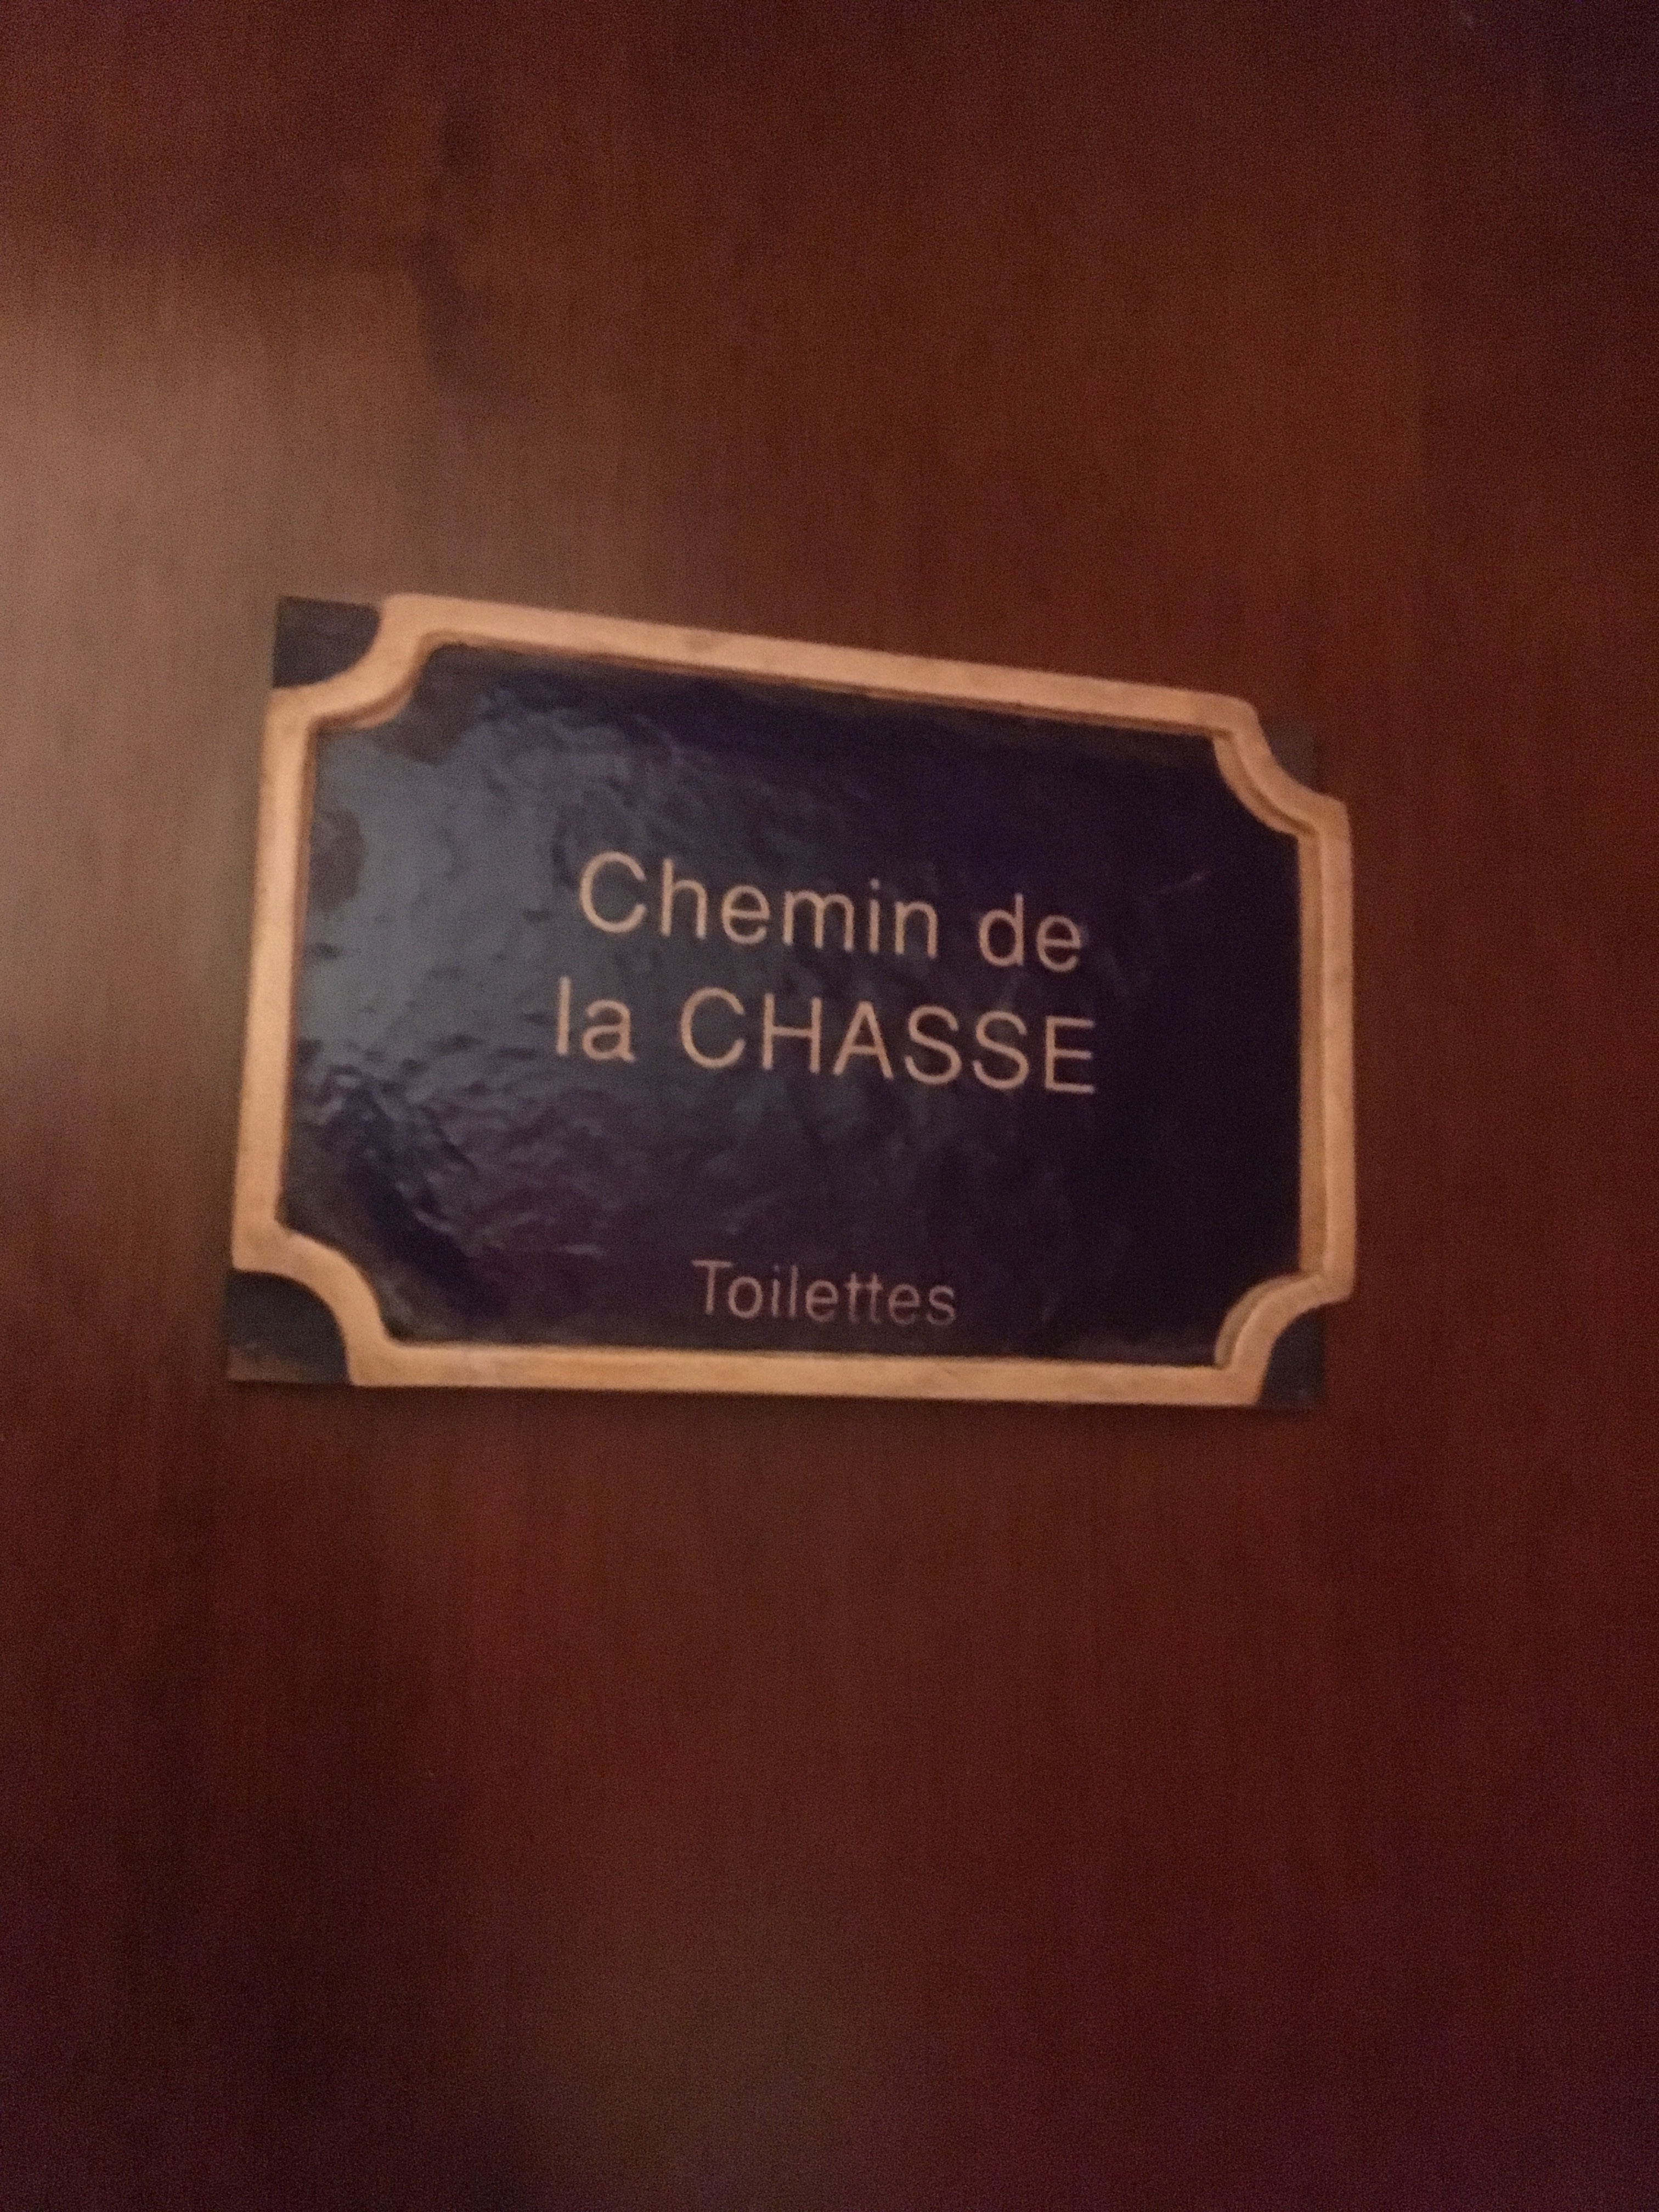 Chemin de
la CHASSE
Toilettes